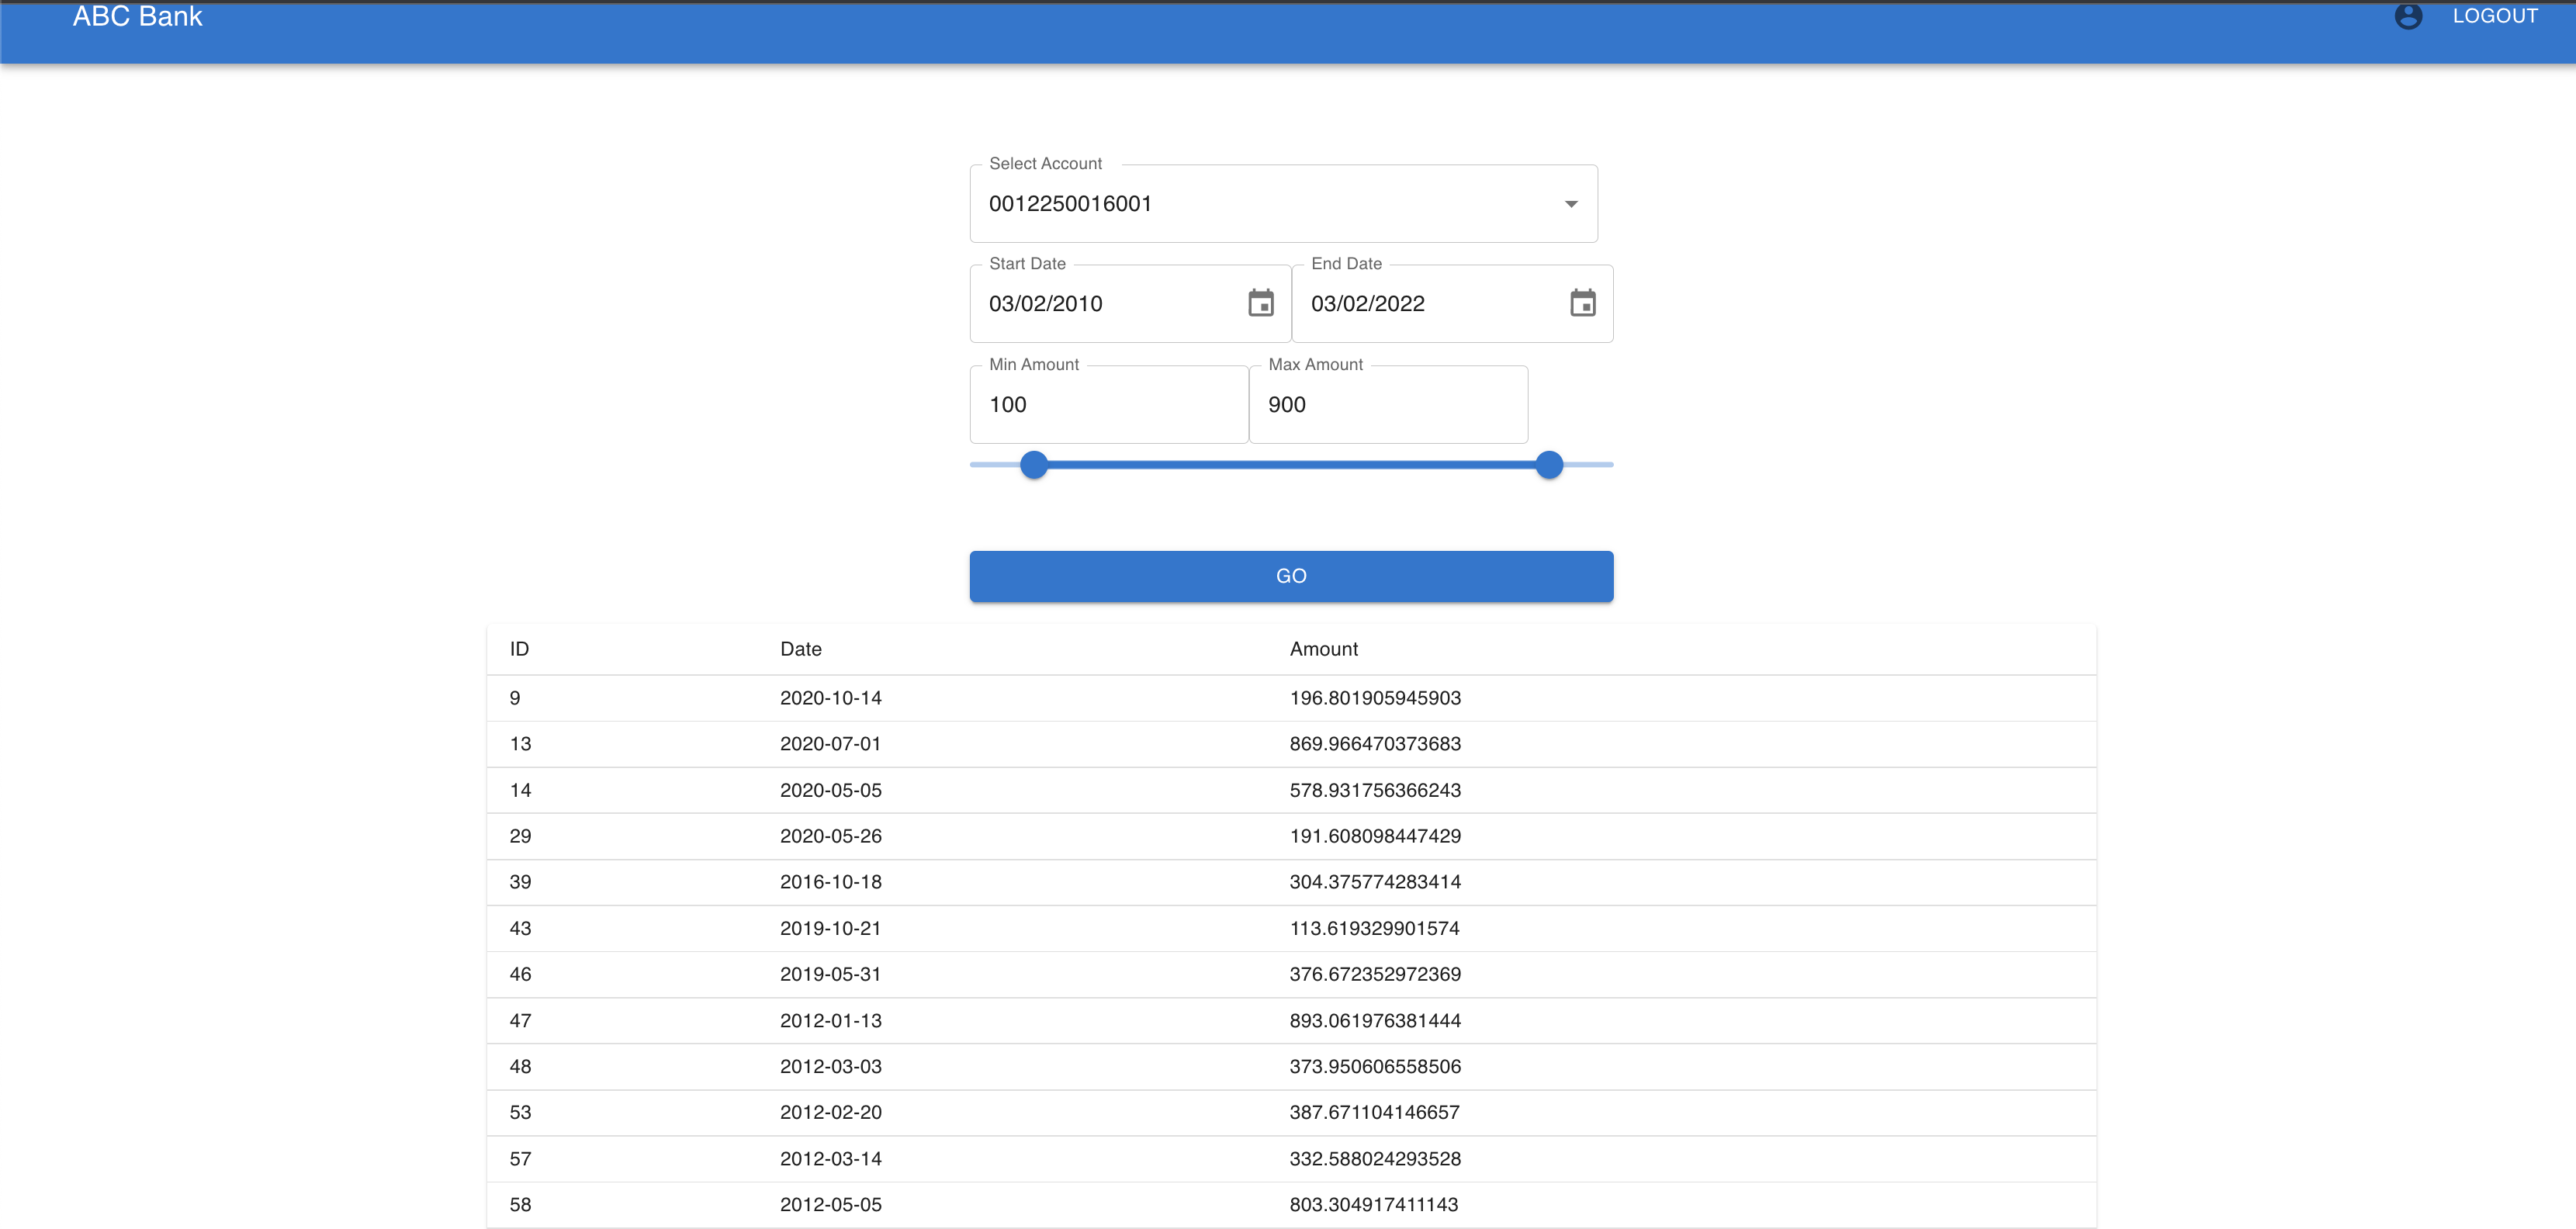 ABC Bank LOGOUT
Select Account
0012250016001
Start Date End Date
03/02/2010 03/02/2022
Min Amount Max Amount
100 900
GO
ID Date Amount
9 2020-10-14 196.801905945903
13 2020-07-01 869.966470373683
14 2020-05-05 578.931756366243
29 2020-05-26 191.608098447429
39 2016-10-18 304.375774283414
43 2019-10-21 113.619329901574
46 2019-05-31 376.672352972369
47 2012-01-13 893.061976381444
48 2012-03-03 373.950606558506
53 2012-02-20 387.671104146657
57 2012-03-14 332.588024293528
58 2012-05-05 803.304917411143